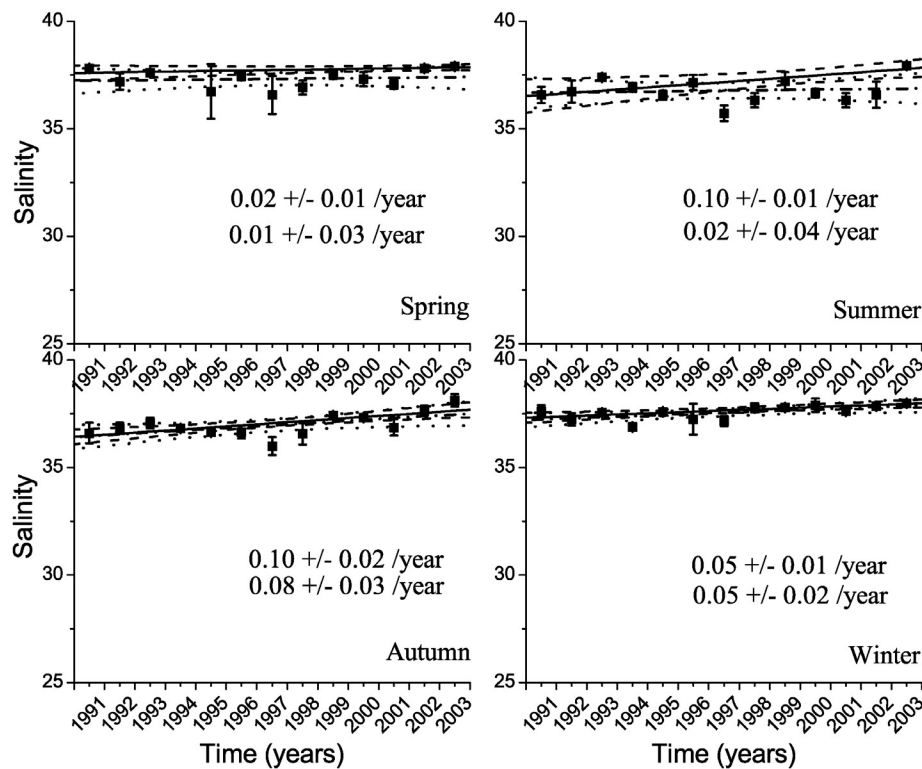 40
35
30
25
Salinity
0.02 +/- 0.01 /year
0.01 +/- 0.03 /year
Spring
1991 1992 1993 1994 1995 1996 1997 1998 1999 2000 2001 2002 2003
40
35
30
25
0.10 +/- 0.01 /year
0.02 +/- 0.04 /year
Summer
1991 1992 1993 1994 1995 1996 1997 1998 1999 2000 2001 2002 2003
40
35
30
25
Salinity
0.10 +/- 0.02 /year
0.08 +/- 0.03 /year
Autumn
1991 1992 1993 1994 1995 1996 1997 1998 1999 2000 2001 2002 2003
Time (years)
40
35
30
25
0.05 +/- 0.01 /year
0.05 +/- 0.02 /year
Winter
1991 1992 1993 1994 1995 1996 1997 1998 1999 2000 2001 2002 2003
Time (years)